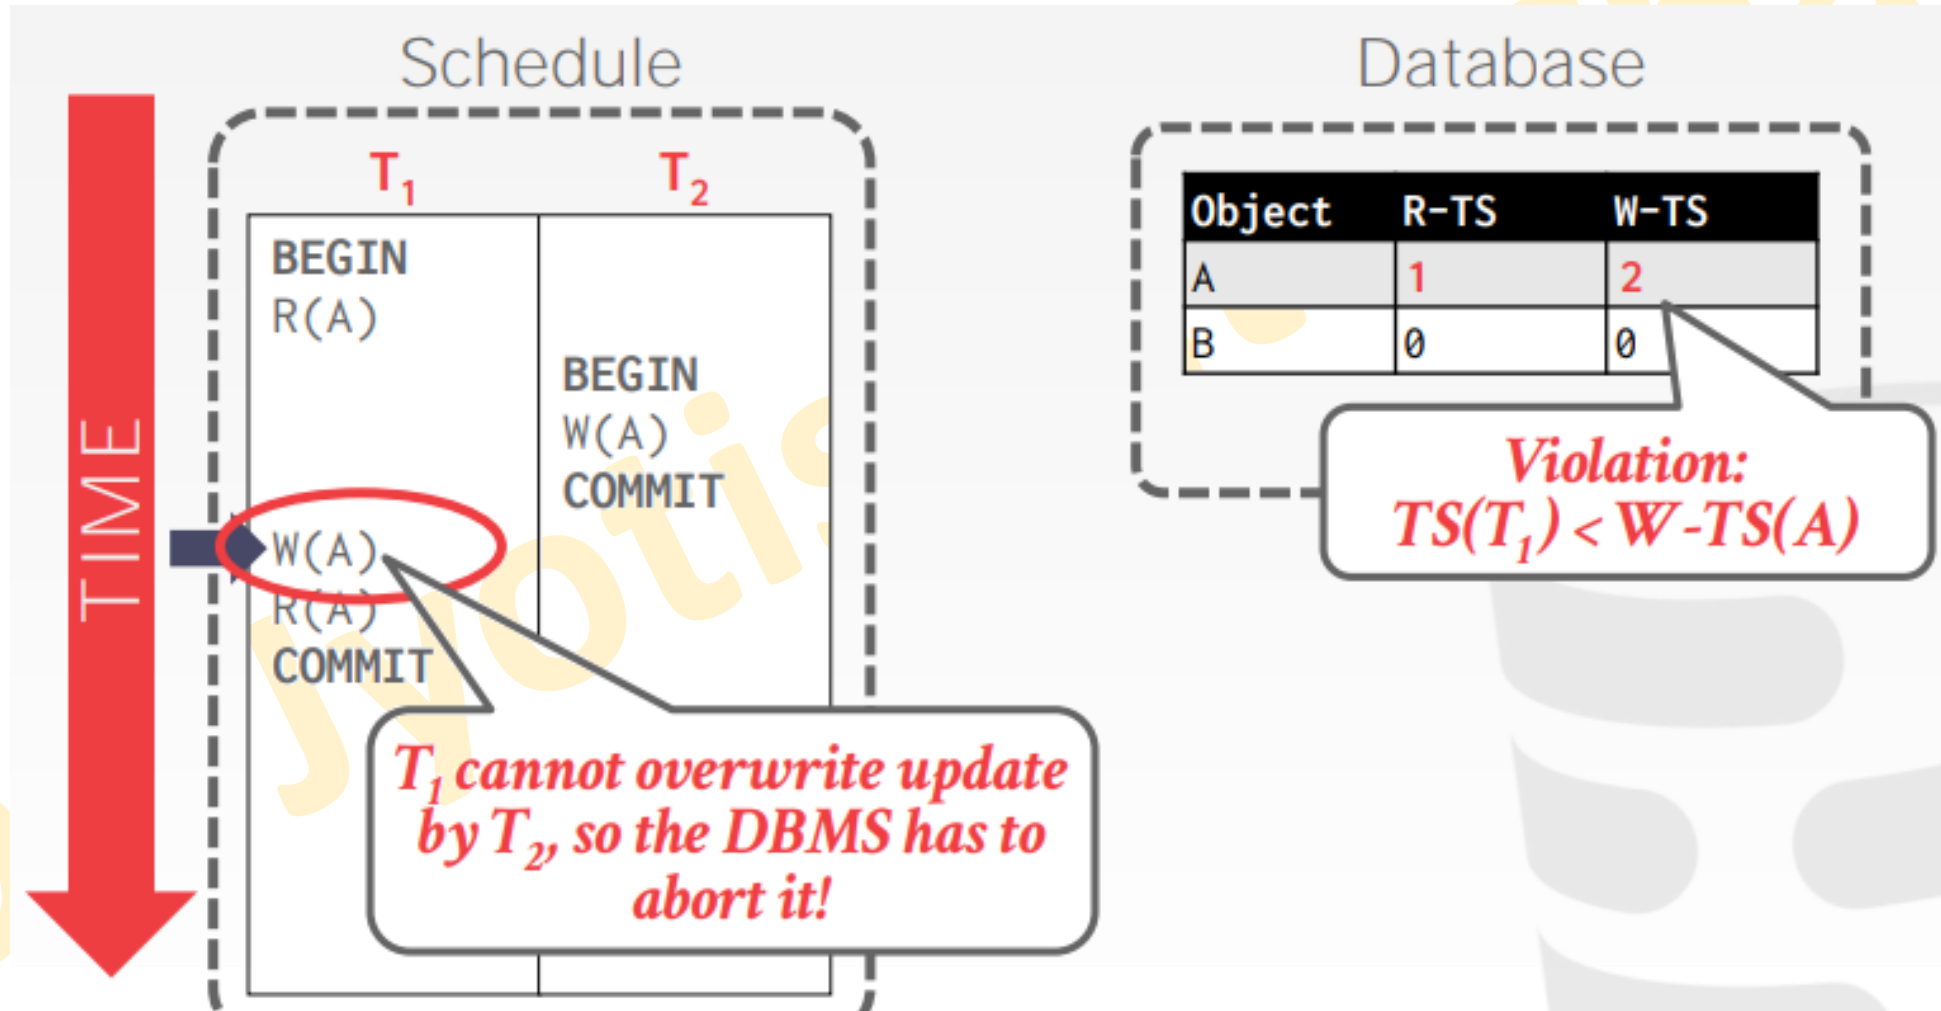 Schedule
Database
TIME
T₁ T₂
BEGIN
R(A)
BEGIN
W(A)
COMMIT
W(A)
R(A)
COMMIT
T₁ cannot overwrite update
by T₂, so the DBMS has to
abort it!
Object R-TS W-TS
A 1 2
B 0 0
Violation:
TS(T₁) < W-TS(A)
jyotis